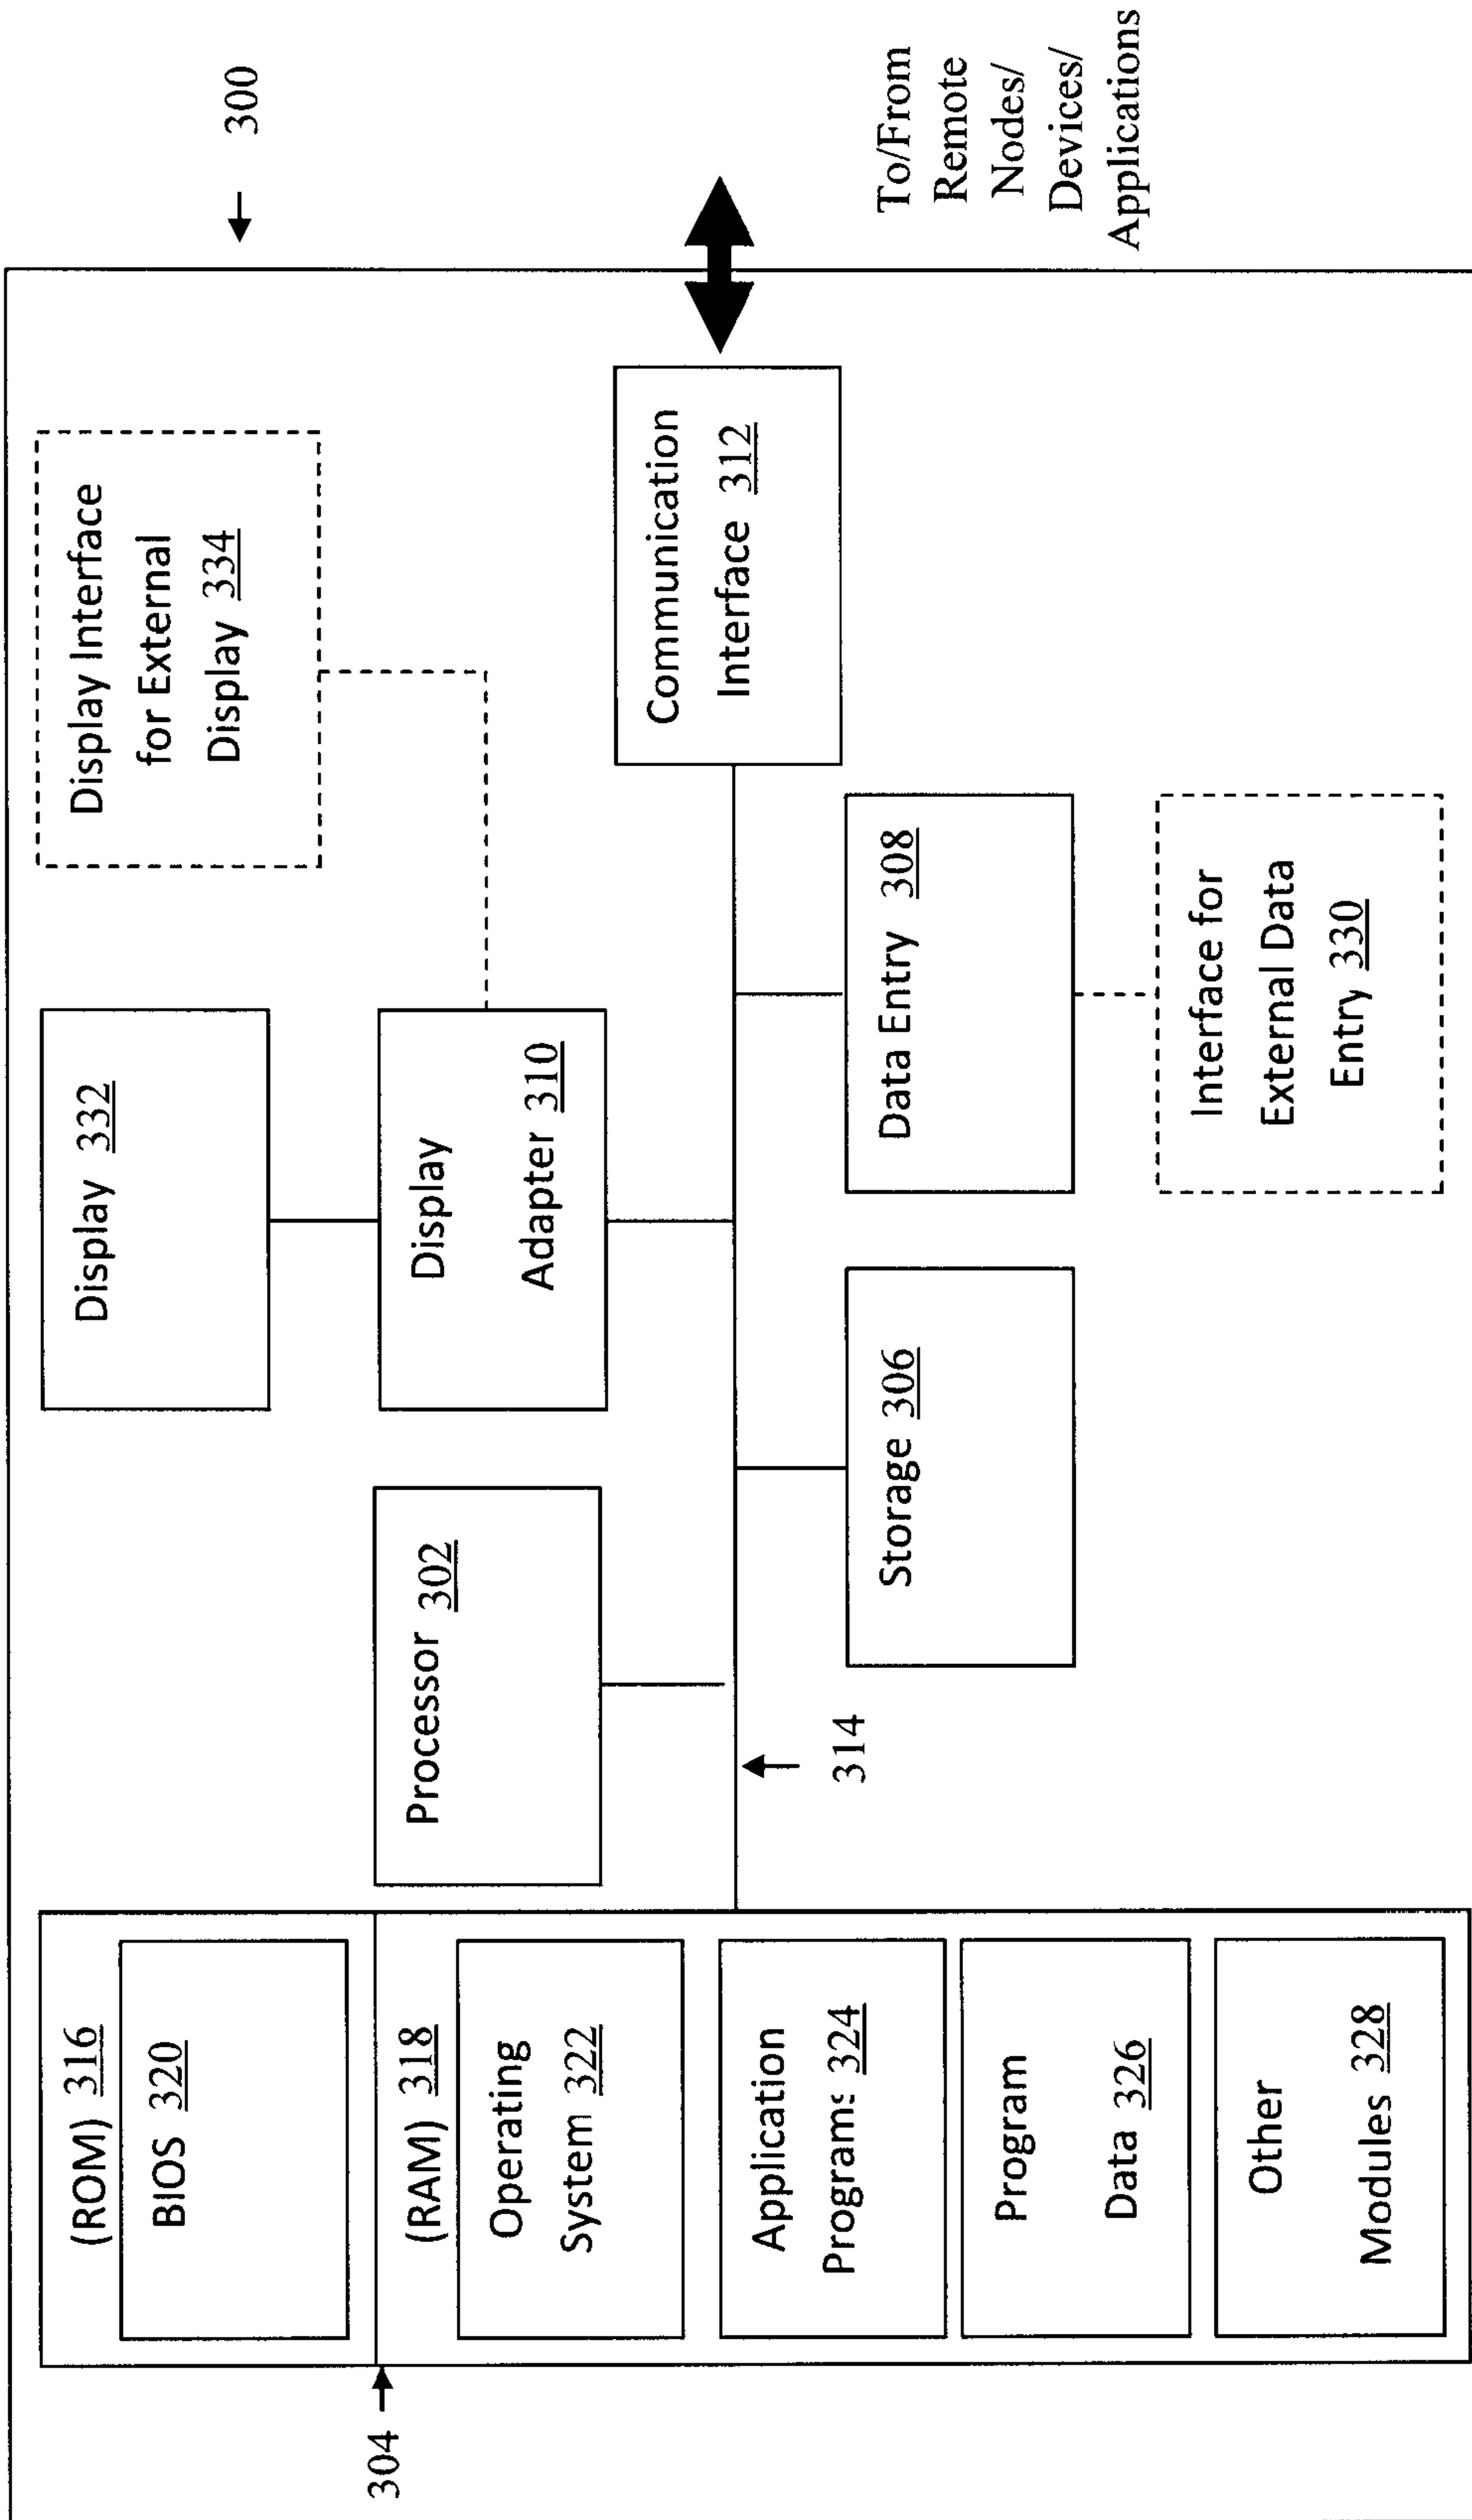 300
(ROM) 316
BIOS 320
(RAM) 318
Operating
System 322
Application
Programs 324
Program
Data 326
Other
Modules 328
304
Processor 302
314
Display 332
Display
Adapter 310
Storage 306
Display Interface
for External
Display 334
Data Entry 308
Interface for
External Data
Entry 330
Communication
Interface 312
To/From
Remote
Nodes/
Devices/
Applications